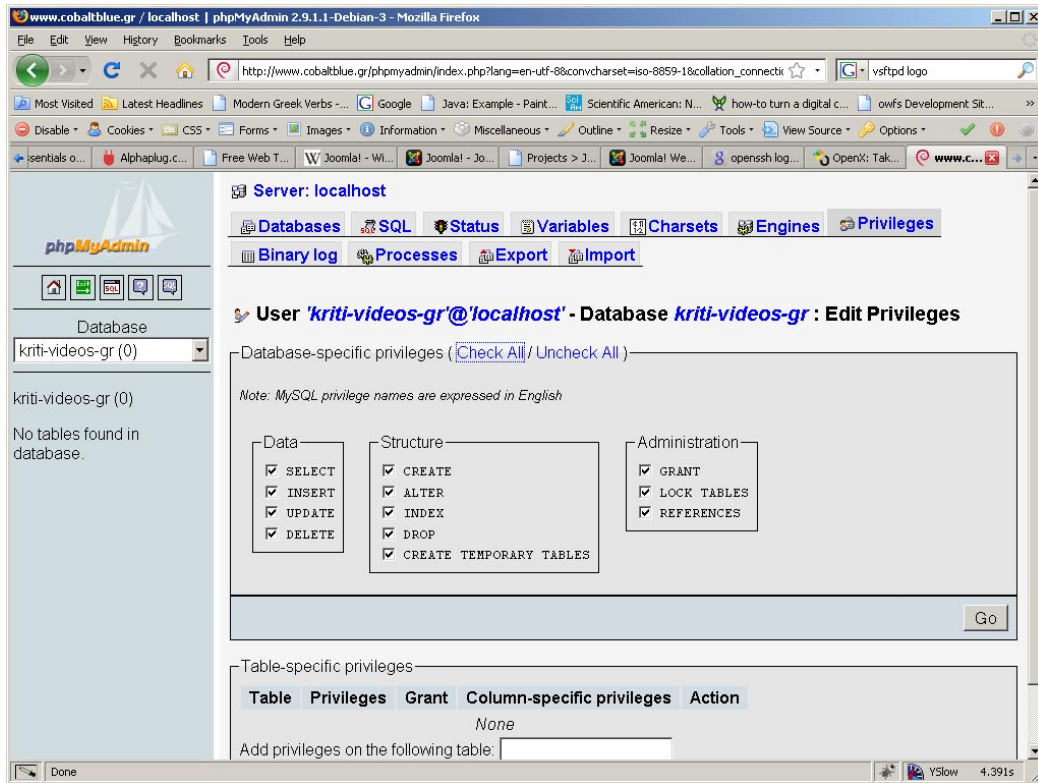 www.cobaltblue.gr / localhost | phpMyAdmin 2.9.1.1-Debian-3 - Mozilla Firefox
File Edit View History Bookmarks Tools Help
http://www.cobaltblue.gr/phpmyadmin/index.php?lang=en-utf-8&convcharset=iso-8859-1&collation_connectic
G vsftpd logo
Most Visited Latest Headlines Modern Greek Verbs -... Google Java: Example - Paint... Scientific American: N... how-to turn a digital c... owfs Development Sit... »
Disable Cookies CSS Forms Images Information Miscellaneous Outline Resize Tools View Source Options
sentials o... Alphaplug.c... Free Web T... Joomla! - Wi... Joomla! - Jo... Projects > J... Joomla! We... openssh log... OpenX: Tak... www.c...
phpMyAdmin
Database
kriti-videos-gr (0)
kriti-videos-gr (0)
No tables found in
database.
Server: localhost
Databases SQL Status Variables Charsets Engines Privileges
Binary log Processes Export Import
User 'kriti-videos-gr'@'localhost' - Database kriti-videos-gr : Edit Privileges
Database-specific privileges ( Check All / Uncheck All )
Note: MySQL privilege names are expressed in English
Data Structure Administration
SELECT CREATE GRANT
INSERT ALTER LOCK TABLES
UPDATE INDEX REFERENCES
DELETE DROP
CREATE TEMPORARY TABLES
Go
Table-specific privileges
Table Privileges Grant Column-specific privileges Action
None
Add privileges on the following table:
Done YSlow 4.391s